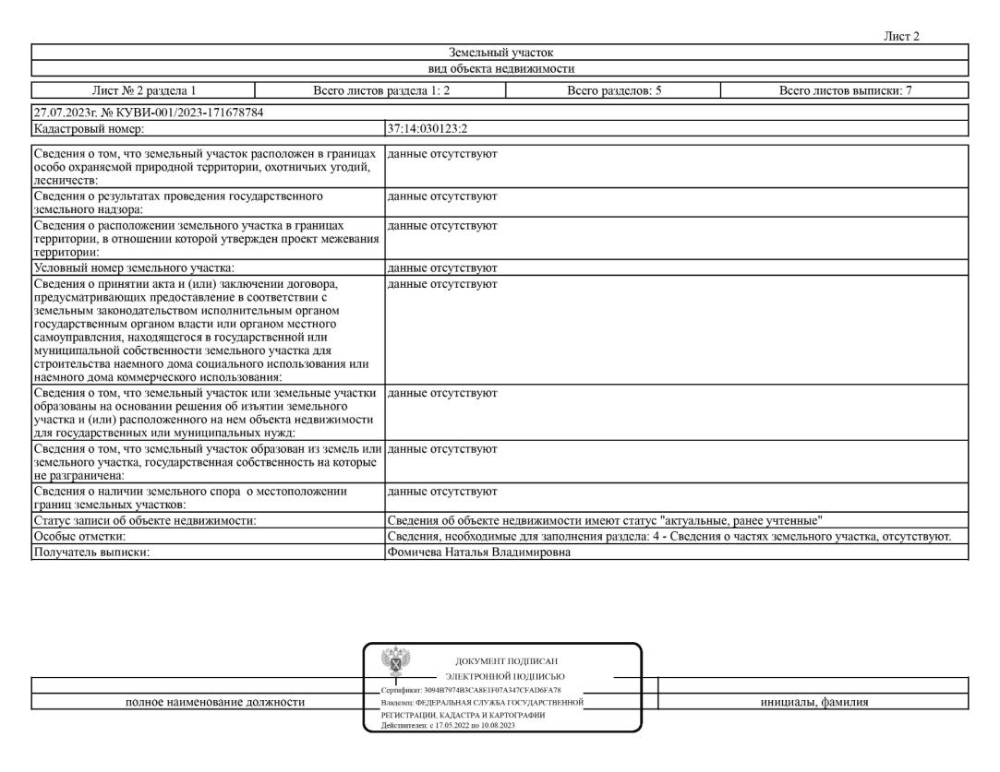 Лист 2
Земельный участок
вид объекта недвижимости
Лист № 2 раздела 1
Всего листов раздела 1: 2
Всего разделов: 5
Всего листов выписки: 7
27.07.2023г. № КУВИ-001/2023-171678784
Кадастровый номер:
37:14:030123:2
Сведения о том, что земельный участок расположен в границах
особо охраняемой природной территории, охотничьих угодий,
лесничеств:
данные отсутствуют
Сведения о результатах проведения государственного
земельного надзора:
данные отсутствуют
Сведения о расположении земельного участка в границах
территории, в отношении которой утвержден проект межевания
территории:
данные отсутствуют
Условный номер земельного участка:
данные отсутствуют
Сведения о принятии акта и (или) заключении договора,
предусматривающих предоставление в соответствии с
земельным законодательством исполнительным органом
государственным органом власти или органом местного
самоуправления, находящегося в государственной или
муниципальной собственности земельного участка для
строительства наемного дома социального использования или
наемного дома коммерческого использования:
данные отсутствуют
Сведения о том, что земельный участок или земельные участки
образованы на основании решения об изъятии земельного
участка и (или) расположенного на нем объекта недвижимости
для государственных или муниципальных нужд:
данные отсутствуют
Сведения о том, что земельный участок образован из земель или
земельного участка, государственная собственность на которые
не разграничена:
данные отсутствуют
Сведения о наличии земельного спора о местоположении
границ земельных участков:
данные отсутствуют
Статус записи об объекте недвижимости:
Сведения об объекте недвижимости имеют статус "актуальные, ранее учтенные"
Особые отметки:
Сведения, необходимые для заполнения раздела: 4 - Сведения о частях земельного участка, отсутствуют.
Получатель выписки:
Фомичева Наталья Владимировна
ДОКУМЕНТ ПОДПИСАН
ЭЛЕКТРОННОЙ ПОДПИСЬЮ
Сертификат: 3094B7974B3CA8E1F07A347CFAD6FA78
Владелец: ФЕДЕРАЛЬНАЯ СЛУЖБА ГОСУДАРСТВЕННОЙ
РЕГИСТРАЦИИ, КАДАСТРА И КАРТОГРАФИИ
Действителен: с 17.05.2022 по 10.08.2023
полное наименование должности
инициалы, фамилия